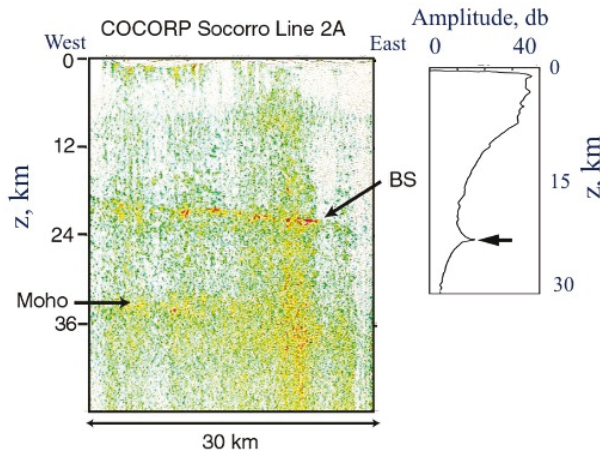 COCORP Socorro Line 2A
West
East
0
12
24
36
z, km
BS
Moho
30 km
Amplitude, db
0 40
0
15
30
z, km